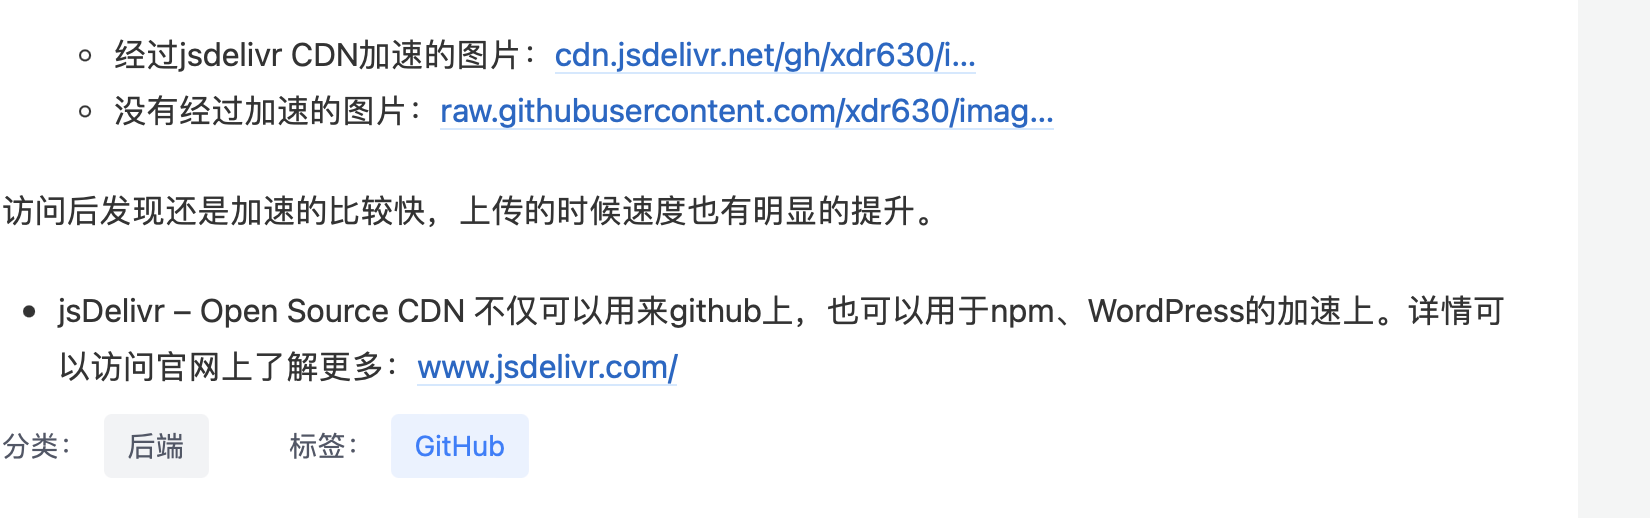 经过jsdelivr CDN加速的图片：cdn.jsdelivr.net/gh/xdr630/i...
没有经过加速的图片：raw.githubusercontent.com/xdr630/imag...
访问后发现还是加速的比较快，上传的时候速度也有明显的提升。
jsDelivr – Open Source CDN 不仅可以用来github上，也可以用于npm、WordPress的加速上。详情可
以访问官网上了解更多：www.jsdelivr.com/
分类： 后端 标签： GitHub